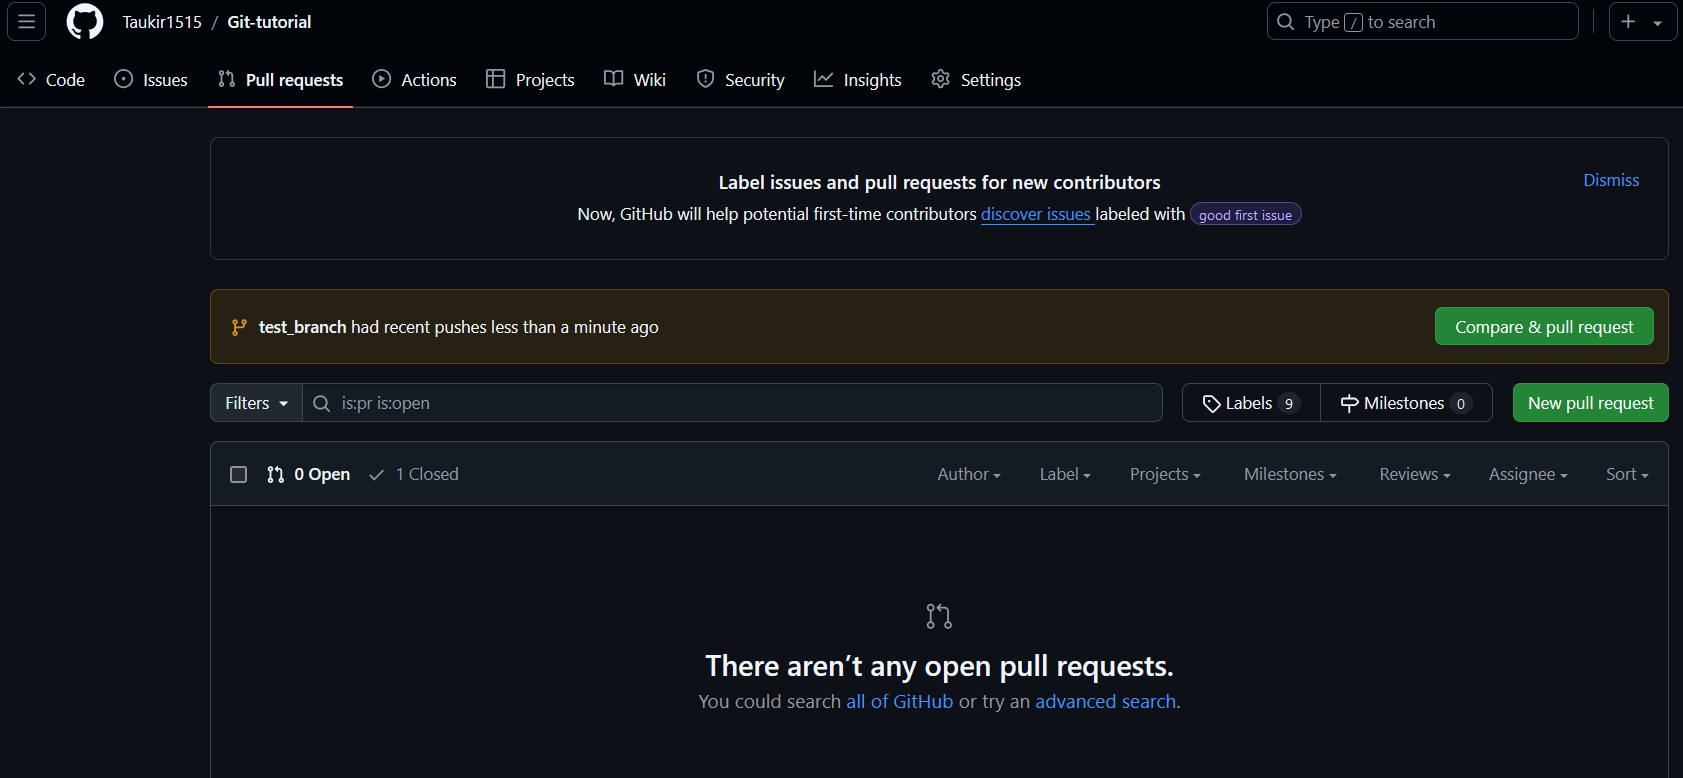 Taukir1515 / Git-tutorial
Type / to search
Code Issues Pull requests Actions Projects Wiki Security Insights Settings
Label issues and pull requests for new contributors
Dismiss
Now, GitHub will help potential first-time contributors discover issues labeled with good first issue
test_branch had recent pushes less than a minute ago
Compare & pull request
Filters is:pr is:open Labels 9 Milestones 0 New pull request
0 Open 1 Closed Author Label Projects Milestones Reviews Assignee Sort
There aren’t any open pull requests.
You could search all of GitHub or try an advanced search.